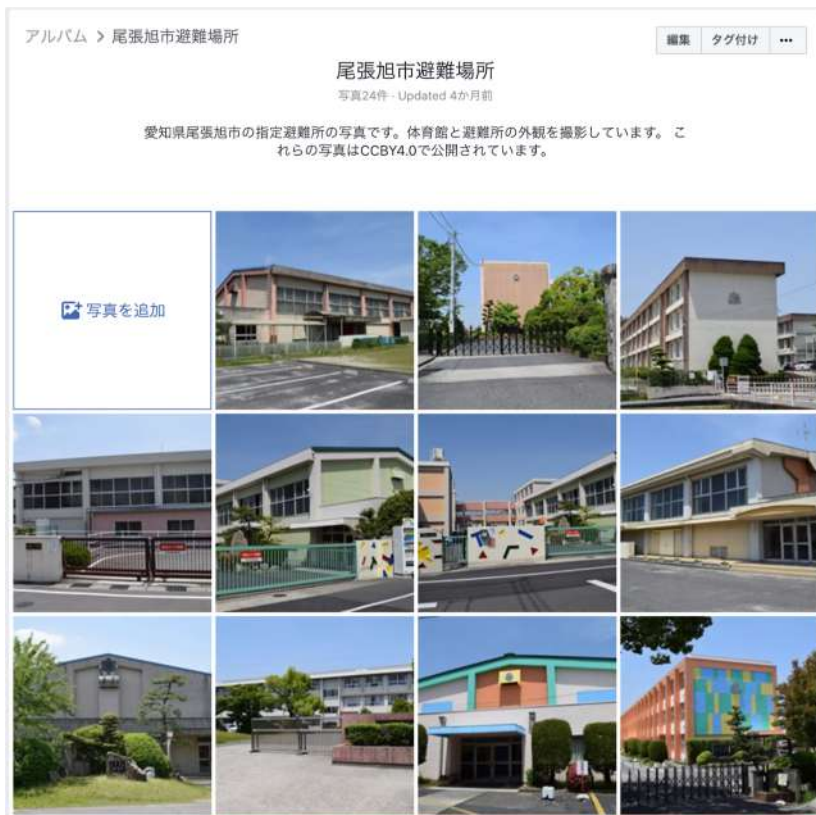 アルバム > 尾張旭市避難場所
編集 タグ付け •••
尾張旭市避難場所
写真24件 · Updated 4か月前
愛知県尾張旭市の指定避難所の写真です。体育館と避難所の外観を撮影しています。 こ
れらの写真はCCBY4.0で公開されています。
写真を追加